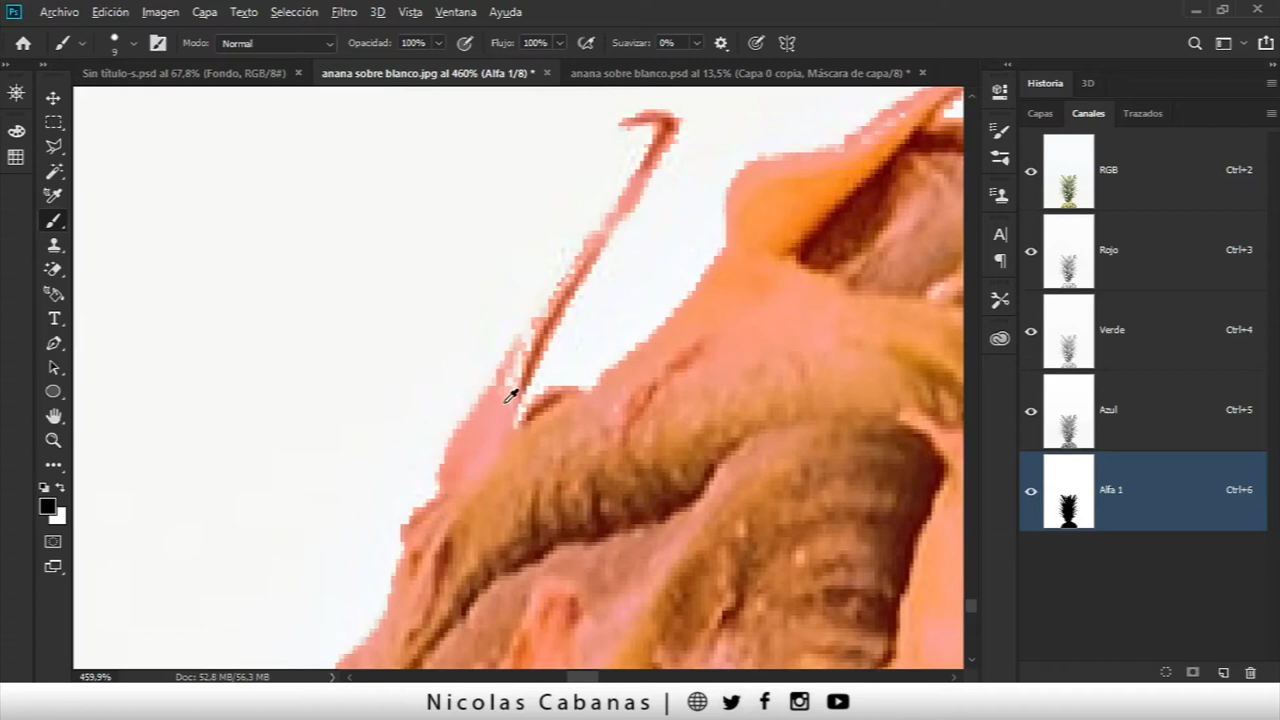 Ps Archivo Edición Imagen Capa Texto Selección Filtro 3D Vista Ventana Ayuda
9 Modo: Normal Opacidad: 100% Flujo: 100% Suavizar: 0%
Sin título-s.psd al 67,8% (Fondo, RGB/8#) × anana sobre blanco.jpg al 460% (Alfa 1/8) * × anana sobre blanco.psd al 13,5% (Capa 0 copia, Máscara de capa/8) * ×
Historia 3D
Capas Canales Trazados
RGB Ctrl+2
Rojo Ctrl+3
Verde Ctrl+4
Azul Ctrl+5
Alfa 1 Ctrl+6
459,9% Doc: 52,8 MB/56,3 MB
Nicolas Cabanas |